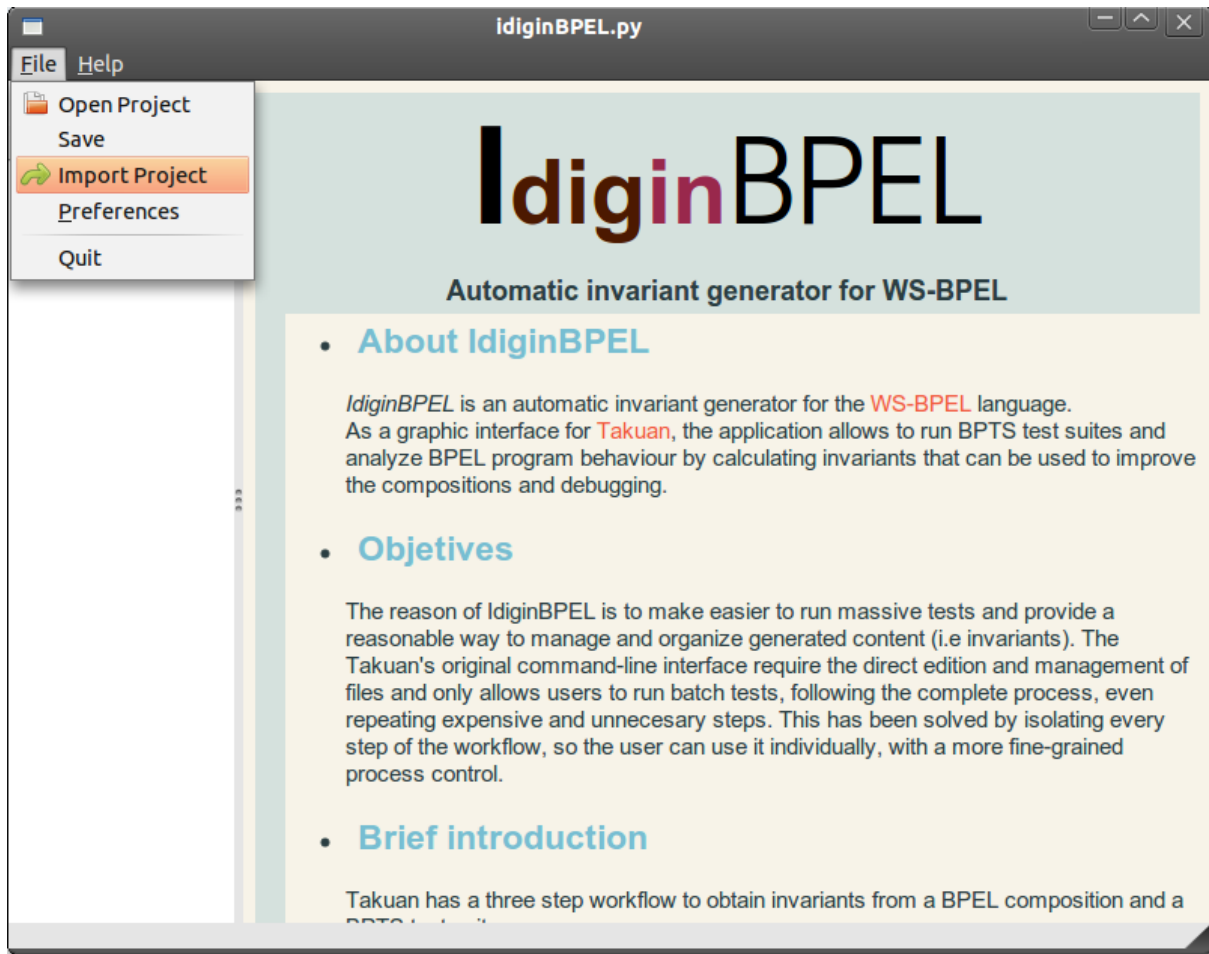 idiginBPEL.py
File Help
Open Project
Save
Import Project
Preferences
Quit
IdiginBPEL
Automatic invariant generator for WS-BPEL
• About IdiginBPEL
IdiginBPEL is an automatic invariant generator for the WS-BPEL language.
As a graphic interface for Takuan, the application allows to run BPTS test suites and
analyze BPEL program behaviour by calculating invariants that can be used to improve
the compositions and debugging.
• Objetives
The reason of IdiginBPEL is to make easier to run massive tests and provide a
reasonable way to manage and organize generated content (i.e invariants). The
Takuan's original command-line interface require the direct edition and management of
files and only allows users to run batch tests, following the complete process, even
repeating expensive and unnecesary steps. This has been solved by isolating every
step of the workflow, so the user can use it individually, with a more fine-grained
process control.
• Brief introduction
Takuan has a three step workflow to obtain invariants from a BPEL composition and a